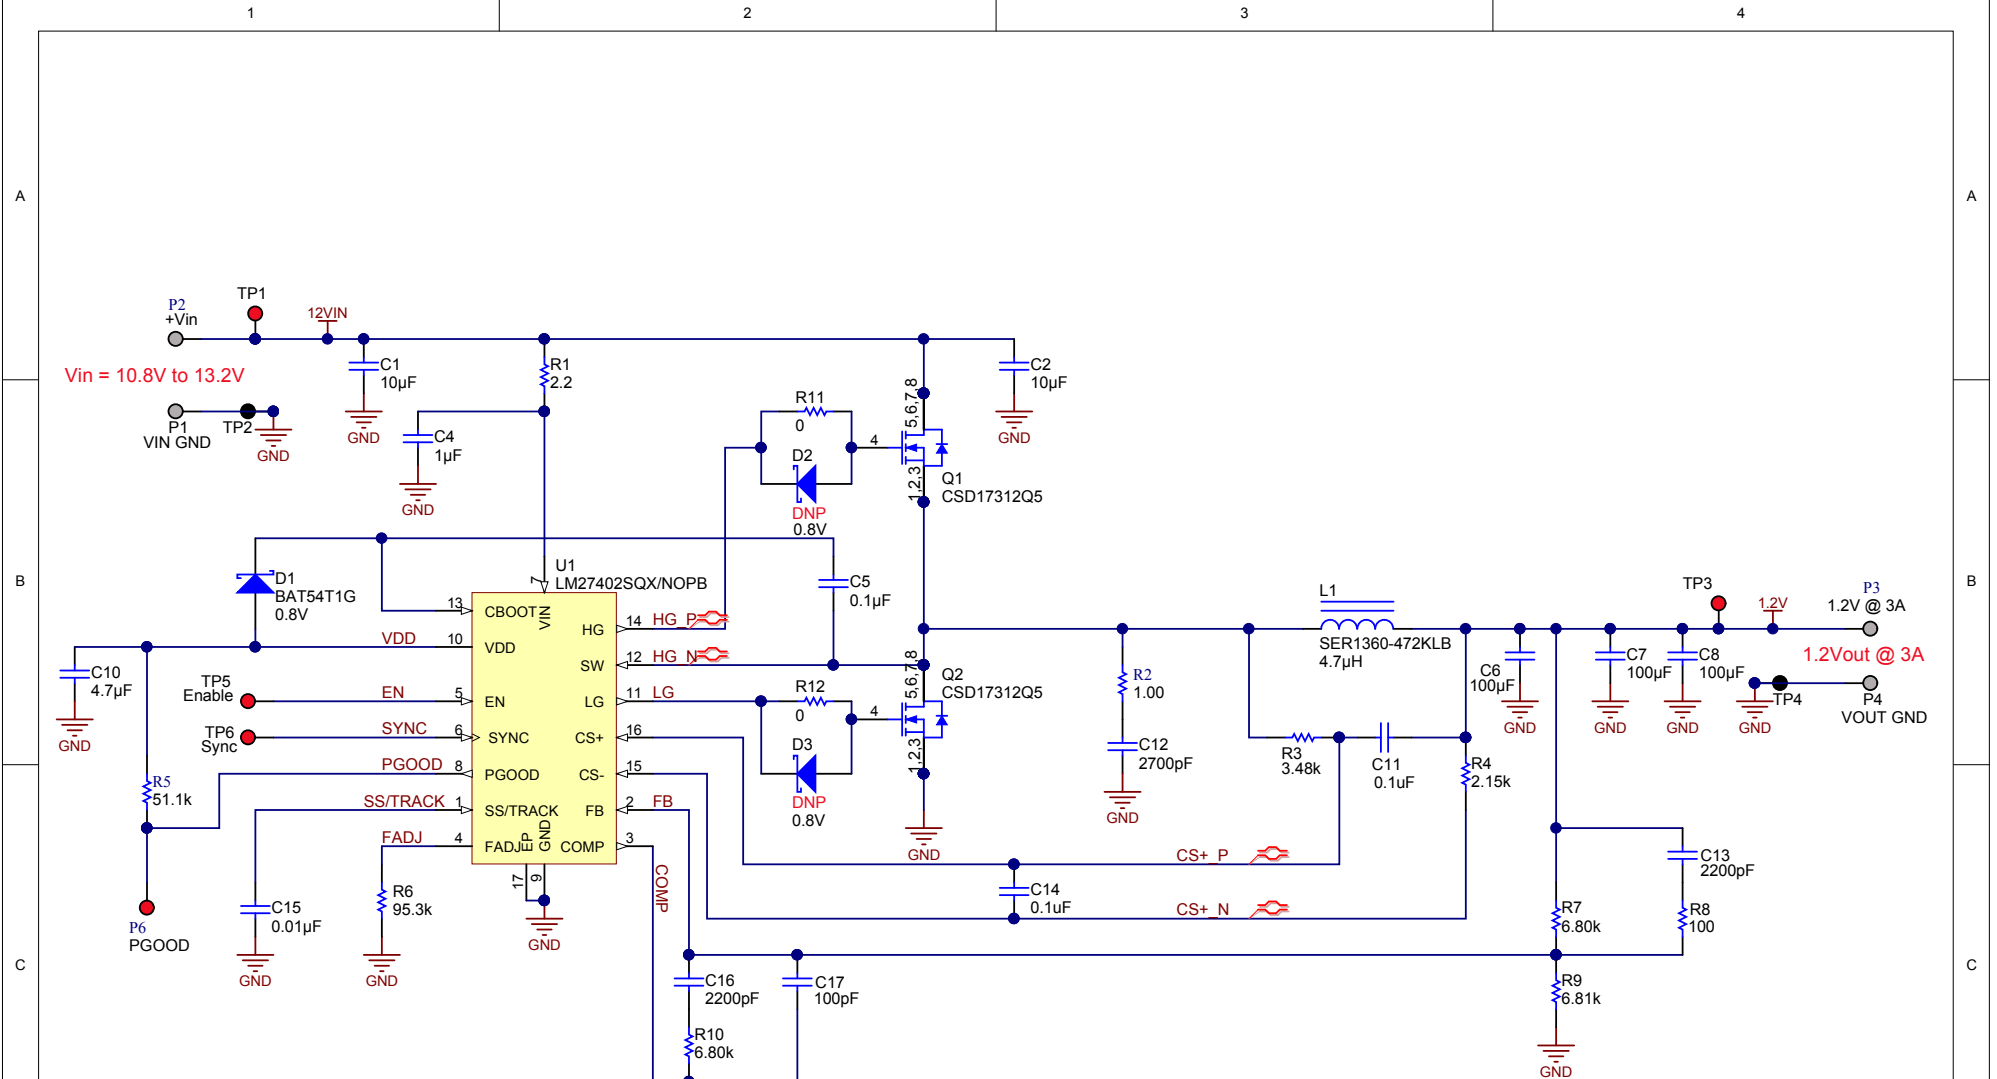 1
2
3
4
A
A
P2
+Vin
TP1
12VIN
Vin = 10.8V to 13.2V
C1
10µF
GND
R1
2.2
C2
10µF
GND
P1
VIN GND
TP2
GND
C4
1µF
GND
R11
0
D2
DNP
0.8V
4
5,6,7,8
1,2,3
Q1
CSD17312Q5
B
B
D1
BAT54T1G
0.8V
U1
LM27402SQX/NOPB
7
C5
0.1µF
13
CBOOT
VIN
HG
14
HG_P
VDD
10
VDD
SW
12
HG_N
C10
4.7µF
GND
TP5
Enable
EN
5
EN
LG
11
LG
TP6
Sync
SYNC
6
SYNC
CS+
16
PGOOD
8
PGOOD
CS-
15
SS/TRACK
1
SS/TRACK
FB
2
FB
FADJ
4
FADJ
EP
GND
COMP
3
COMP
17
9
GND
R12
0
D3
DNP
0.8V
4
5,6,7,8
1,2,3
Q2
CSD17312Q5
GND
R2
1.00
C12
2700pF
GND
L1
SER1360-472KLB
4.7µH
R3
3.48k
C11
0.1uF
R4
2.15k
C6
100µF
GND
C7
100µF
GND
C8
100µF
GND
TP3
1.2V
P3
1.2V @ 3A
1.2Vout @ 3A
GND
TP4
P4
VOUT GND
R5
51.1k
P6
PGOOD
C15
0.01µF
GND
R6
95.3k
GND
CS+_P
C14
0.1uF
CS+_N
C13
2200pF
R7
6.80k
R8
100
C
C
C16
2200pF
C17
100pF
R9
6.81k
R10
6.80k
GND